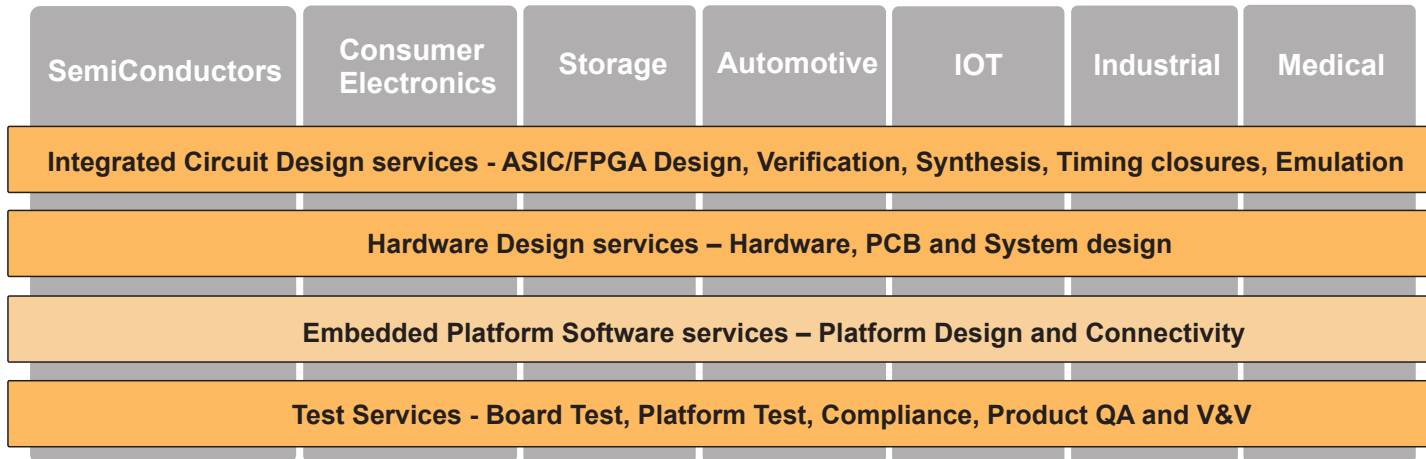 SemiConductors
Consumer
Electronics
Storage
Automotive
IOT
Industrial
Medical
Integrated Circuit Design services - ASIC/FPGA Design, Verification, Synthesis, Timing closures, Emulation
Hardware Design services – Hardware, PCB and System design
Embedded Platform Software services – Platform Design and Connectivity
Test Services - Board Test, Platform Test, Compliance, Product QA and V&V